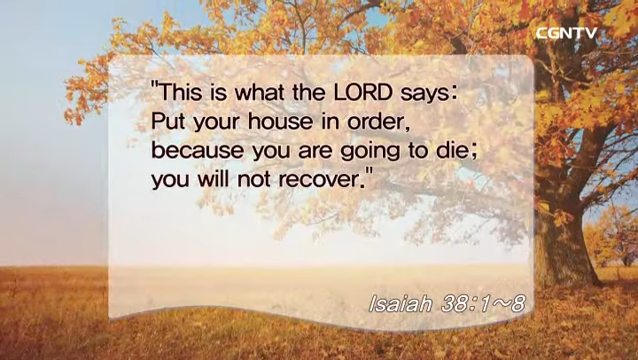 CGNTV
"This is what the LORD says:
Put your house in order,
because you are going to die;
you will not recover."
Isaiah 38:1~8